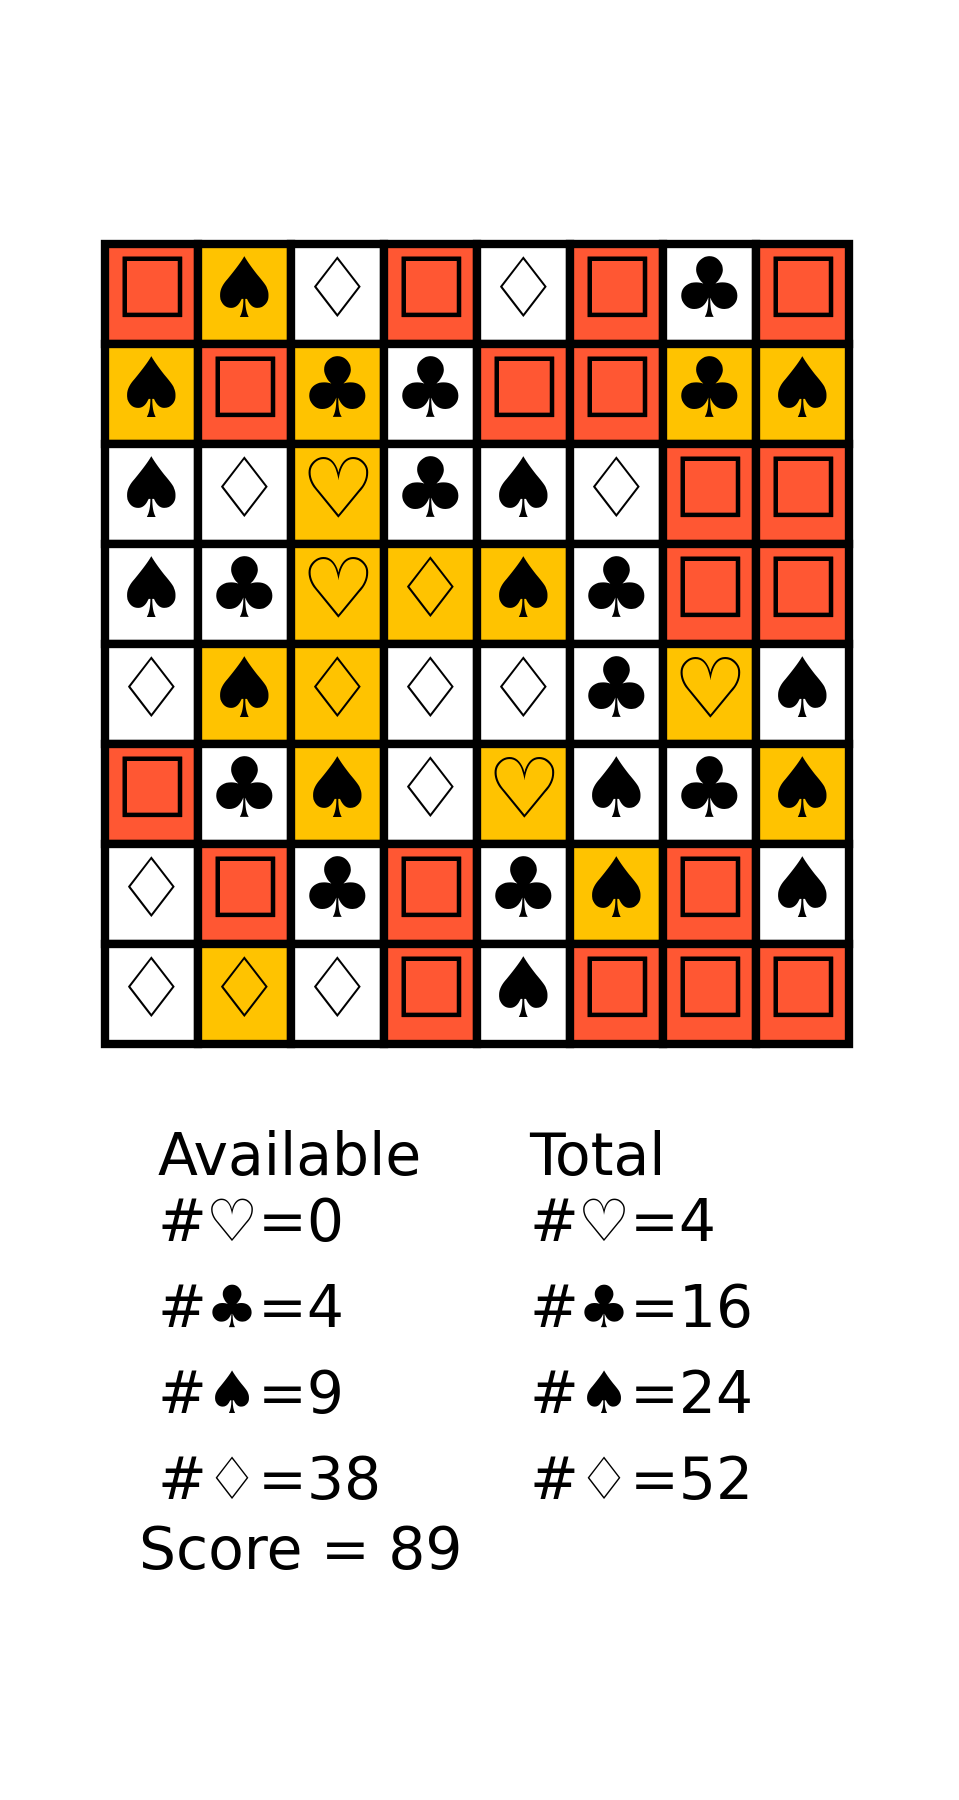 □ ♠ ♢ □ ♢ □ ♣ □
♠ □ ♣ ♣ □ □ ♣ ♠
♠ ♢ ♡ ♣ ♠ ♢ □ □
♠ ♣ ♡ ♢ ♠ ♣ □ □
♢ ♠ ♢ ♢ ♢ ♣ ♡ ♠
□ ♣ ♠ ♢ ♡ ♠ ♣ ♠
♢ □ ♣ □ ♣ ♠ □ ♠
♢ ♢ ♢ □ ♠ □ □ □
Available Total
#♡=0 #♡=4
#♣=4 #♣=16
#♠=9 #♠=24
#♢=38 #♢=52
Score = 89